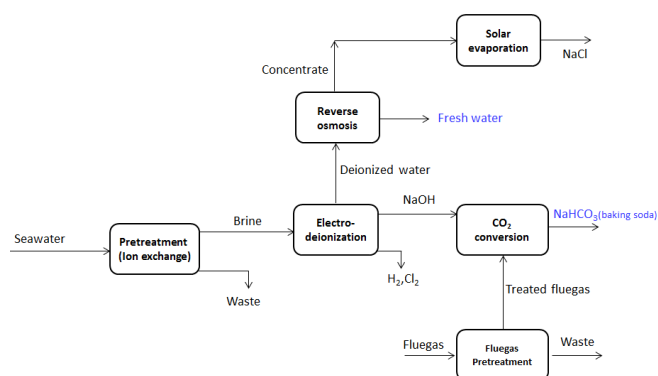 Solar
evaporation
NaCl
Concentrate
Reverse
osmosis
Fresh water
Deionized water
NaOH
Brine
Seawater
Pretreatment
(Ion exchange)
Electro-
deionization
CO₂
conversion
NaHCO₃(baking soda)
H₂,Cl₂
Waste
Treated fluegas
Fluegas
Fluegas
Pretreatment
Waste